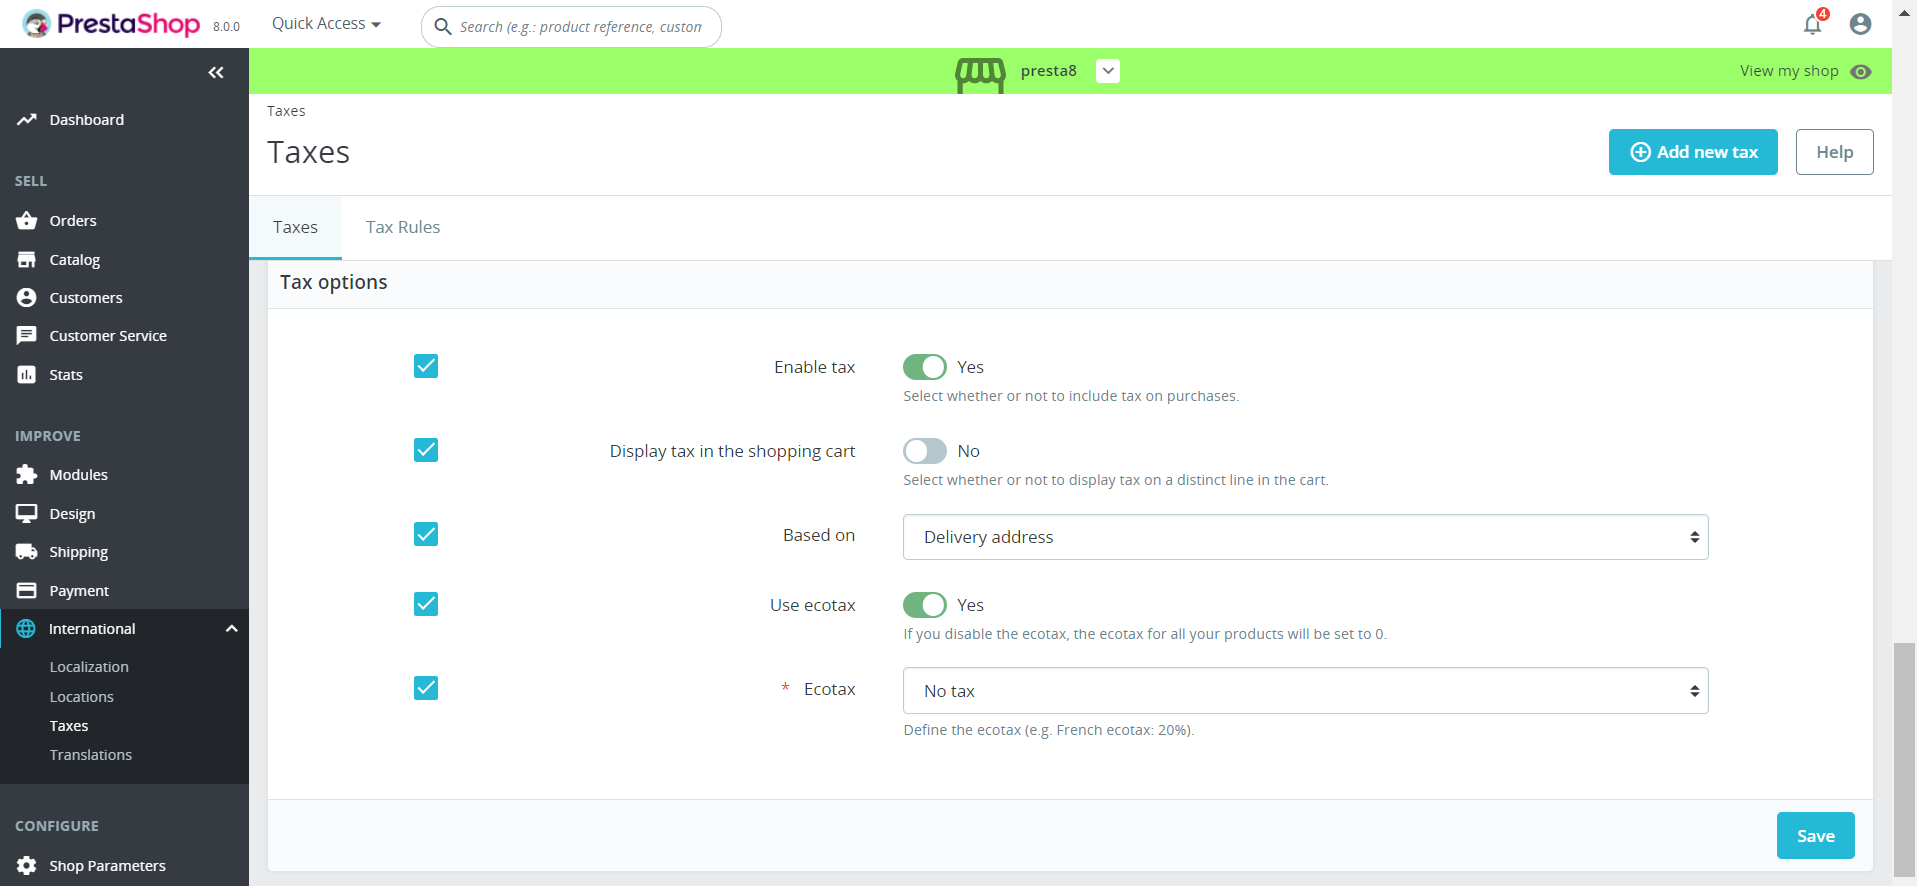 PrestaShop 8.0.0
Quick Access
Search (e.g.: product reference, custom
4
presta8
View my shop
Dashboard
SELL
Orders
Catalog
Customers
Customer Service
Stats
IMPROVE
Modules
Design
Shipping
Payment
International
Localization
Locations
Taxes
Translations
CONFIGURE
Shop Parameters
Taxes
Taxes
Add new tax
Help
Taxes
Tax Rules
Tax options
Enable tax
Yes
Select whether or not to include tax on purchases.
Display tax in the shopping cart
No
Select whether or not to display tax on a distinct line in the cart.
Based on
Delivery address
Use ecotax
Yes
If you disable the ecotax, the ecotax for all your products will be set to 0.
* Ecotax
No tax
Define the ecotax (e.g. French ecotax: 20%).
Save